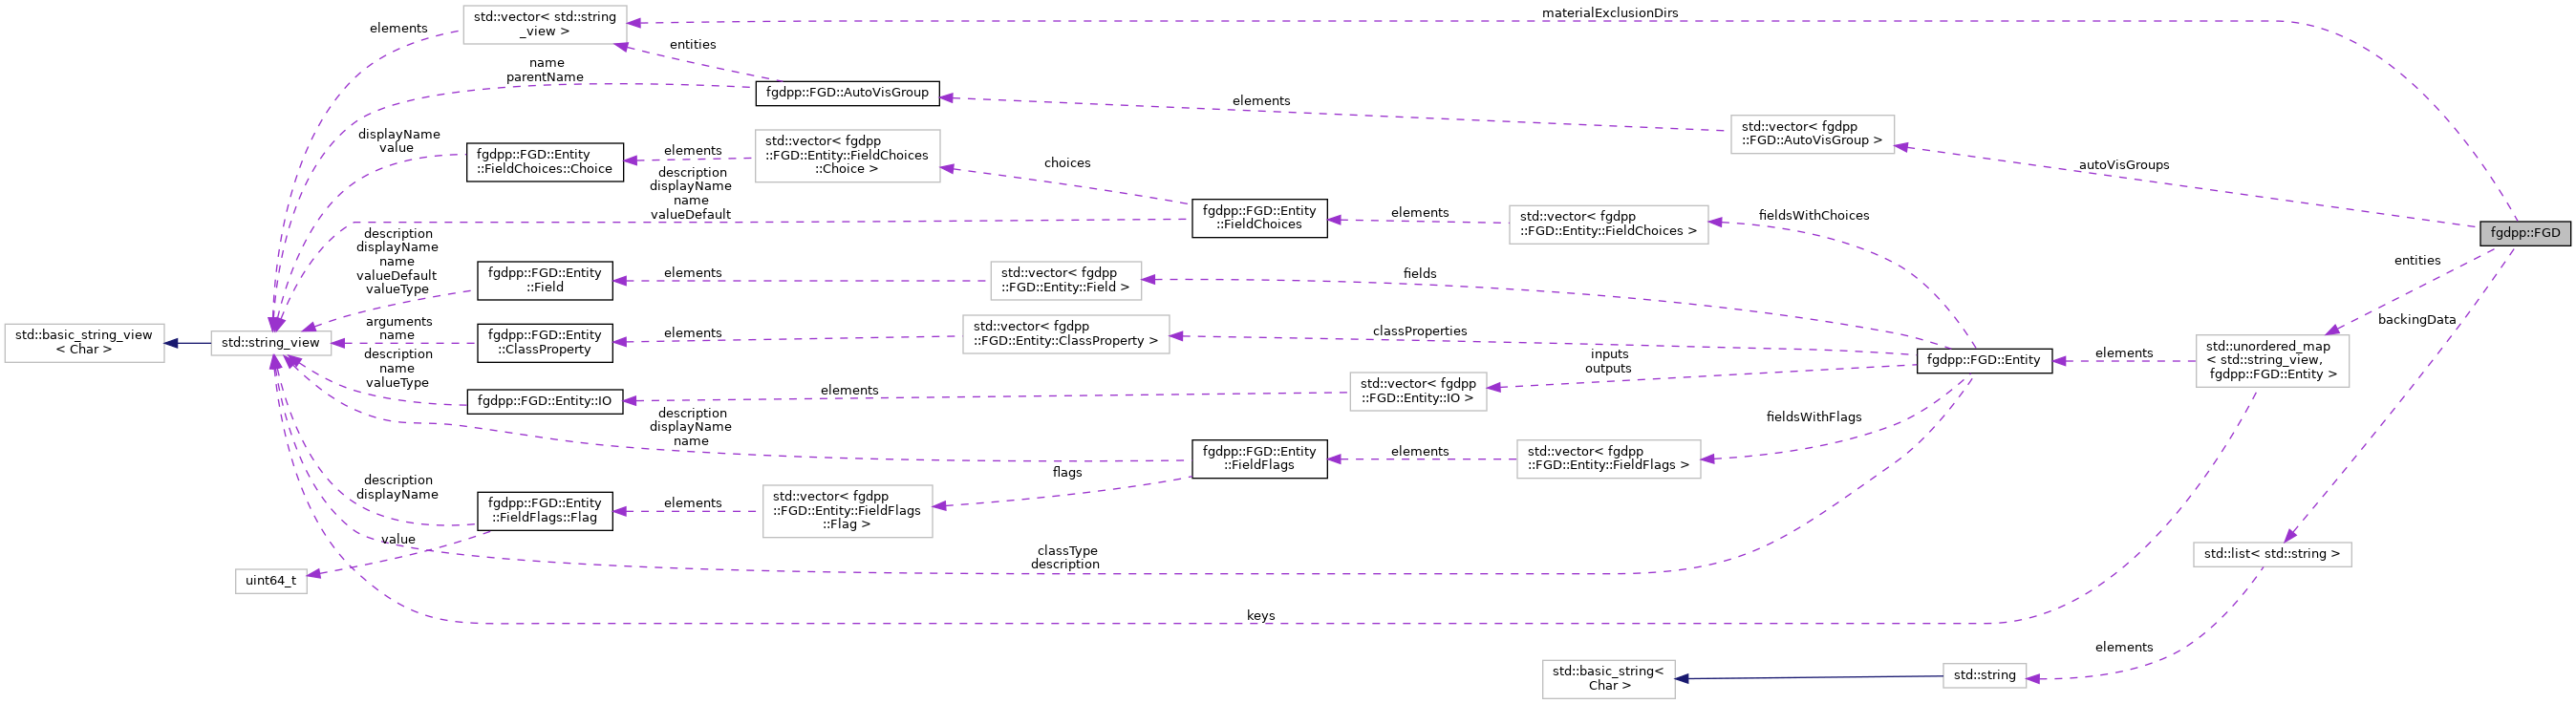 materialExclusionDirs
std::vector< std::string
_view >
elements
entities
name
parentName
fgdpp::FGD::AutoVisGroup
elements
std::vector< fgdpp
::FGD::AutoVisGroup >
autoVisGroups
displayName
value
fgdpp::FGD::Entity
::FieldChoices::Choice
elements
std::vector< fgdpp
::FGD::Entity::FieldChoices
::Choice >
choices
description
displayName
name
valueDefault
fgdpp::FGD::Entity
::FieldChoices
elements
std::vector< fgdpp
::FGD::Entity::FieldChoices >
fieldsWithChoices
fgdpp::FGD
description
displayName
name
valueDefault
valueType
fgdpp::FGD::Entity
::Field
elements
std::vector< fgdpp
::FGD::Entity::Field >
fields
entities
backingData
std::basic_string_view
< Char >
std::string_view
arguments
name
fgdpp::FGD::Entity
::ClassProperty
elements
std::vector< fgdpp
::FGD::Entity::ClassProperty >
classProperties
inputs
outputs
fgdpp::FGD::Entity
elements
std::unordered_map
< std::string_view,
fgdpp::FGD::Entity >
description
name
valueType
fgdpp::FGD::Entity::IO
elements
std::vector< fgdpp
::FGD::Entity::IO >
fieldsWithFlags
description
displayName
name
fgdpp::FGD::Entity
::FieldFlags
elements
std::vector< fgdpp
::FGD::Entity::FieldFlags >
flags
description
displayName
fgdpp::FGD::Entity
::FieldFlags::Flag
elements
std::vector< fgdpp
::FGD::Entity::FieldFlags
::Flag >
value
uint64_t
classType
description
std::list< std::string >
keys
elements
std::basic_string<
Char >
std::string